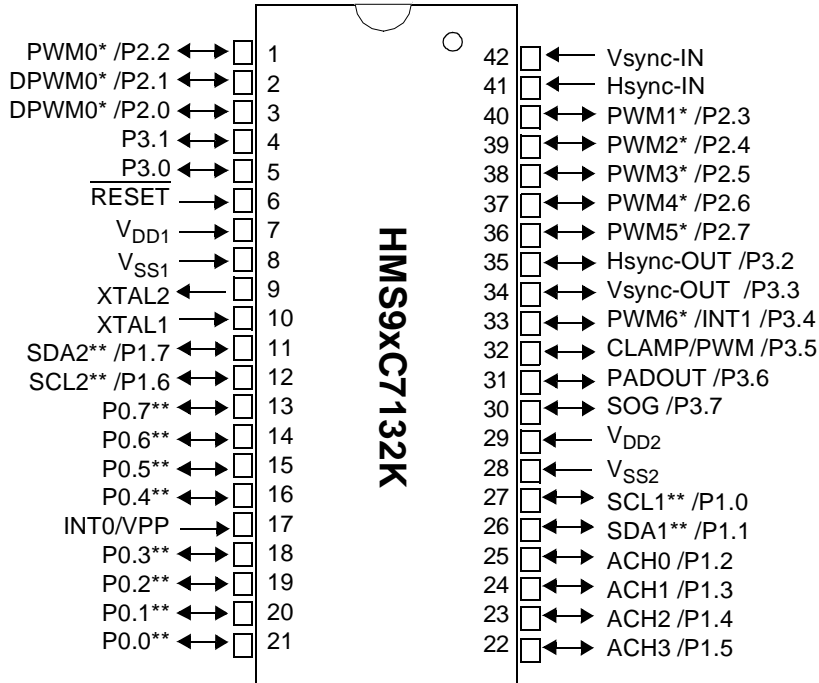 PWM0* /P2.2 1
DPWM0* /P2.1 2
DPWM0* /P2.0 3
P3.1 4
P3.0 5
RESET 6
VDD1 7
VSS1 8
XTAL2 9
XTAL1 10
SDA2** /P1.7 11
SCL2** /P1.6 12
P0.7** 13
P0.6** 14
P0.5** 15
P0.4** 16
INT0/VPP 17
P0.3** 18
P0.2** 19
P0.1** 20
P0.0** 21
HMS9xC7132K
42 Vsync-IN
41 Hsync-IN
40 PWM1* /P2.3
39 PWM2* /P2.4
38 PWM3* /P2.5
37 PWM4* /P2.6
36 PWM5* /P2.7
35 Hsync-OUT /P3.2
34 Vsync-OUT /P3.3
33 PWM6* /INT1 /P3.4
32 CLAMP/PWM /P3.5
31 PADOUT /P3.6
30 SOG /P3.7
29 VDD2
28 VSS2
27 SCL1** /P1.0
26 SDA1** /P1.1
25 ACH0 /P1.2
24 ACH1 /P1.3
23 ACH2 /P1.4
22 ACH3 /P1.5